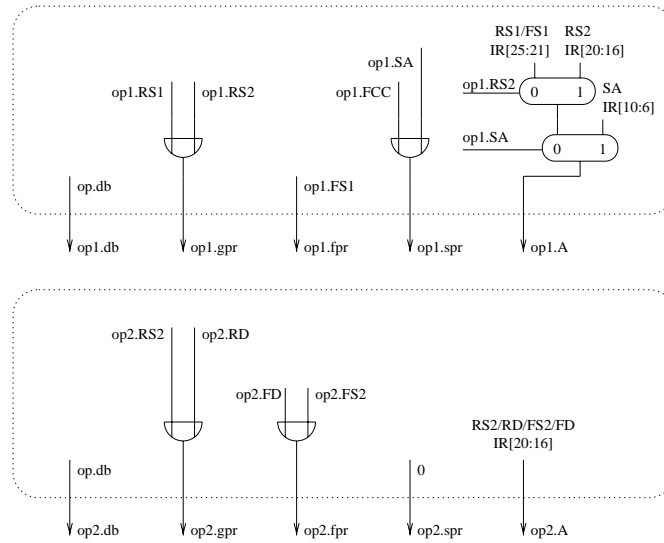 RS1/FS1 RS2
IR[25:21] IR[20:16]
op1.SA
op1.RS1 op1.RS2 op1.FCC op1.RS2 0 1 SA
IR[10:6]
op1.SA 0 1
op.db op1.FS1
op1.db op1.gpr op1.fpr op1.spr op1.A
op2.RS2 op2.RD
op2.FD op2.FS2
RS2/RD/FS2/FD
IR[20:16]
op.db 0
op2.db op2.gpr op2.fpr op2.spr op2.A